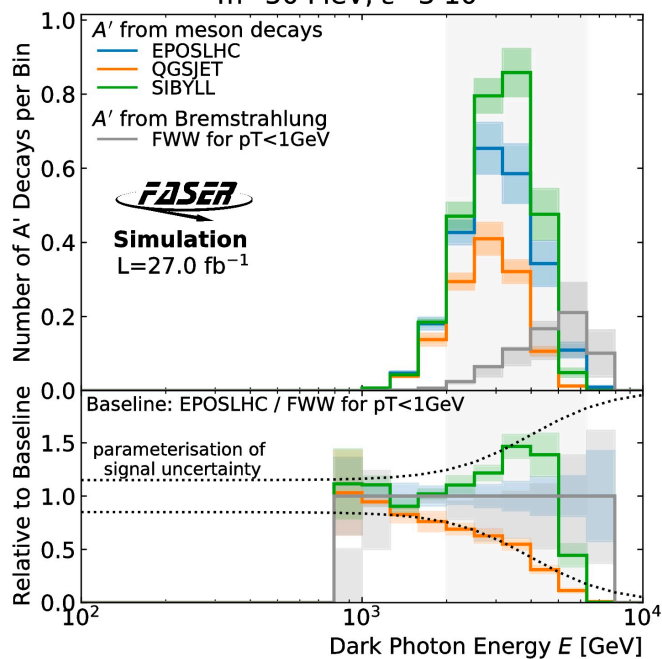 A′ from meson decays
EPOSLHC
QGSJET
SIBYLL
A′ from Bremstrahlung
FWW for pT<1GeV
FASER
Simulation
L=27.0 fb⁻¹
Number of A' Decays per Bin
1.0
0.8
0.6
0.4
0.2
0.0
Baseline: EPOSLHC / FWW for pT<1GeV
parameterisation of
signal uncertainty
Relative to Baseline
1.5
1.0
0.5
0.0
10² 10³ 10⁴
Dark Photon Energy E [GeV]